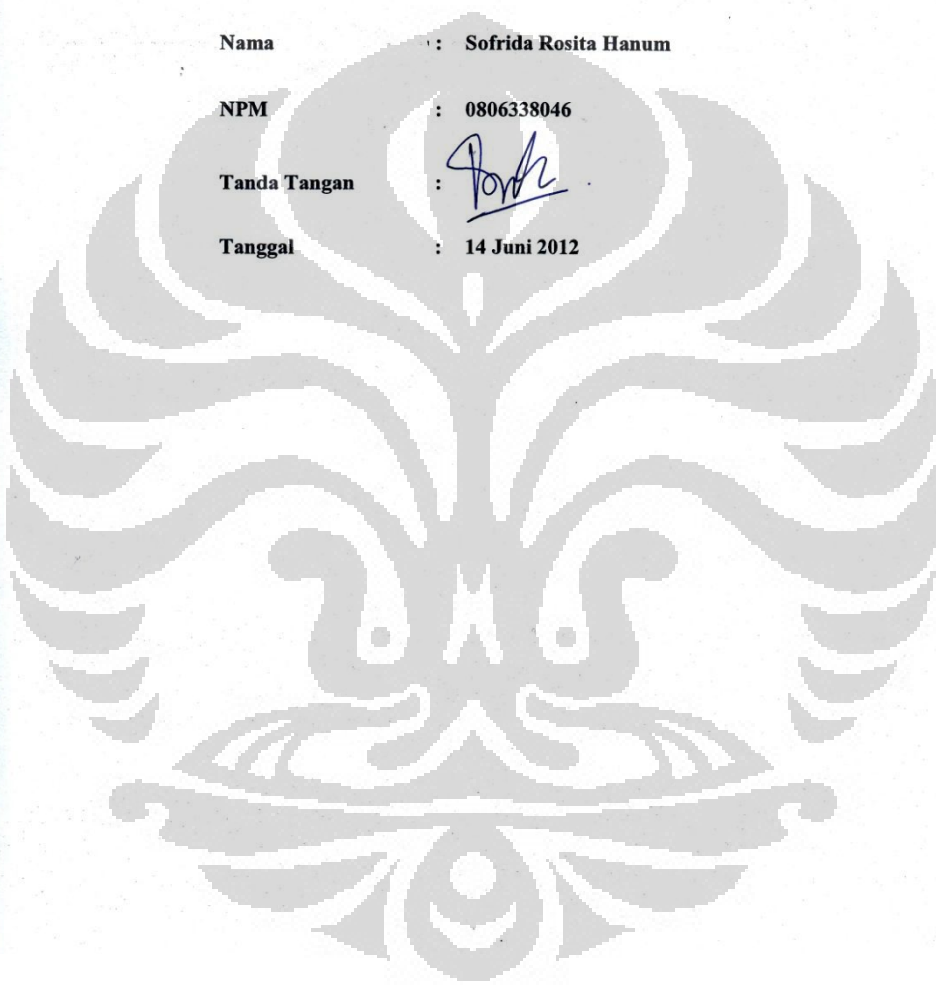 Nama : Sofrida Rosita Hanum
NPM : 0806338046
Tanda Tangan :
Tanggal : 14 Juni 2012